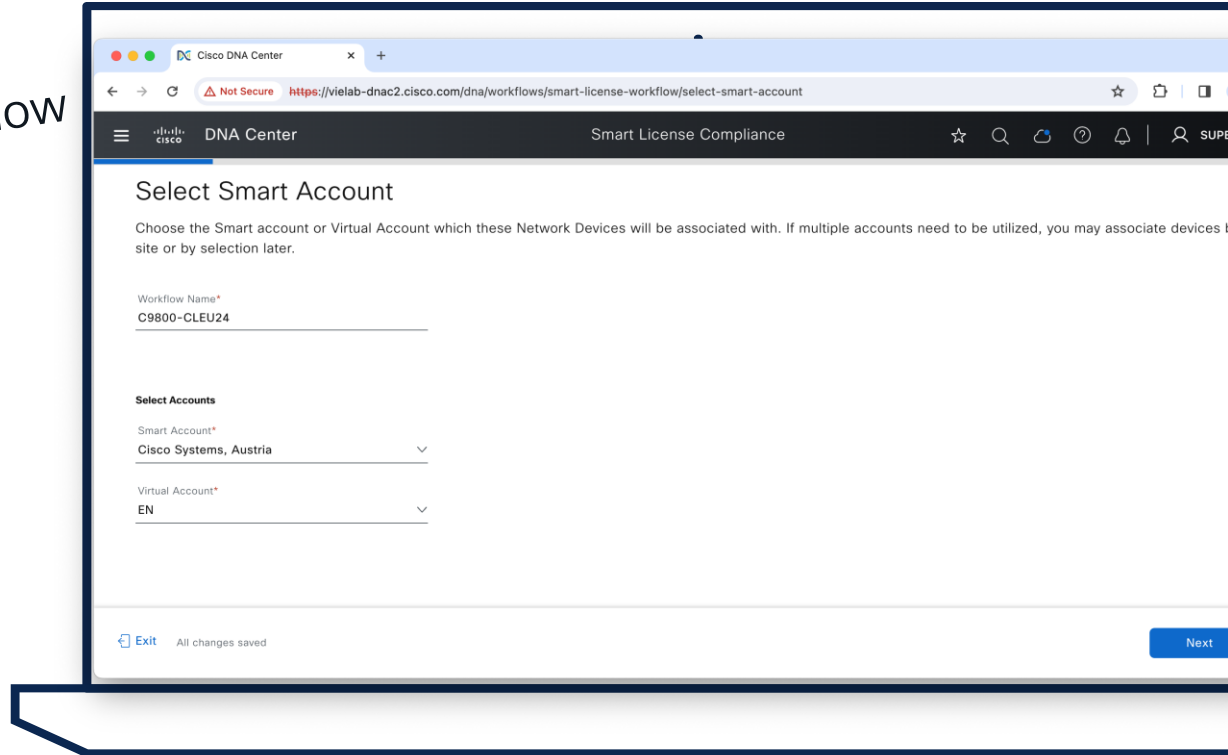 Cisco DNA Center
Not Secure https://vielab-dnac2.cisco.com/dna/workflows/smart-license-workflow/select-smart-account
cisco DNA Center
Smart License Compliance
SUPE
Select Smart Account
Choose the Smart account or Virtual Account which these Network Devices will be associated with. If multiple accounts need to be utilized, you may associate devices b
site or by selection later.
Workflow Name*
C9800-CLEU24
Select Accounts
Smart Account*
Cisco Systems, Austria
Virtual Account*
EN
Exit
All changes saved
Next